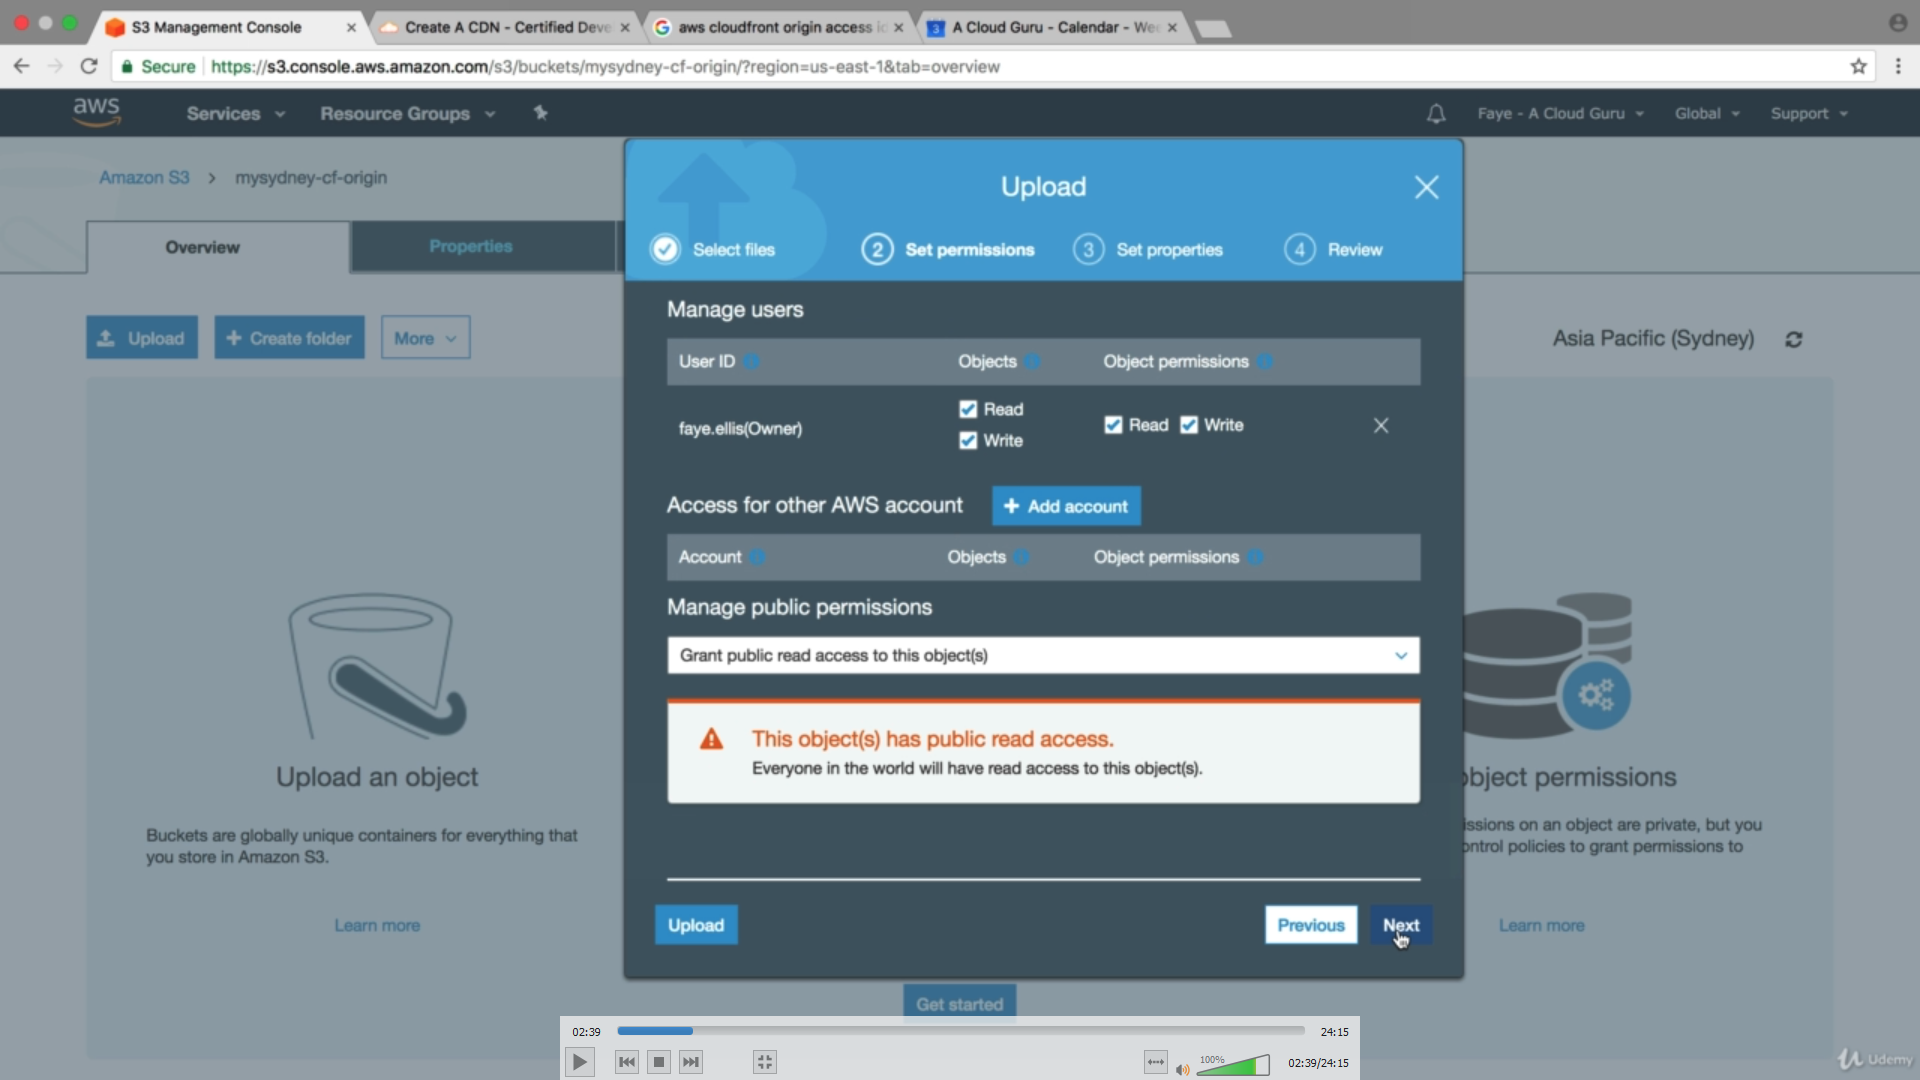 S3 Management Console
Create A CDN - Certified Deve
aws cloudfront origin access id
A Cloud Guru - Calendar - Wee
Secure
https://s3.console.aws.amazon.com/s3/buckets/mysydney-cf-origin/?region=us-east-1&tab=overview
aws
Services
Resource Groups
Faye - A Cloud Guru
Global
Support
Amazon S3 > mysydney-cf-origin
Overview
Properties
Upload
Create folder
More
Asia Pacific (Sydney)
Upload an object
Buckets are globally unique containers for everything that
you store in Amazon S3.
Learn more
Upload
Select files
2 Set permissions
3 Set properties
4 Review
Manage users
User ID
Objects
Object permissions
faye.ellis(Owner)
Read
Write
Read
Write
Access for other AWS account
Add account
Account
Objects
Object permissions
Manage public permissions
Grant public read access to this object(s)
This object(s) has public read access.
Everyone in the world will have read access to this object(s).
Upload
Previous
Next
object permissions
issions on an object are private, but you
ontrol policies to grant permissions to
Learn more
Get started
02:39
24:15
100%
02:39/24:15
Udemy